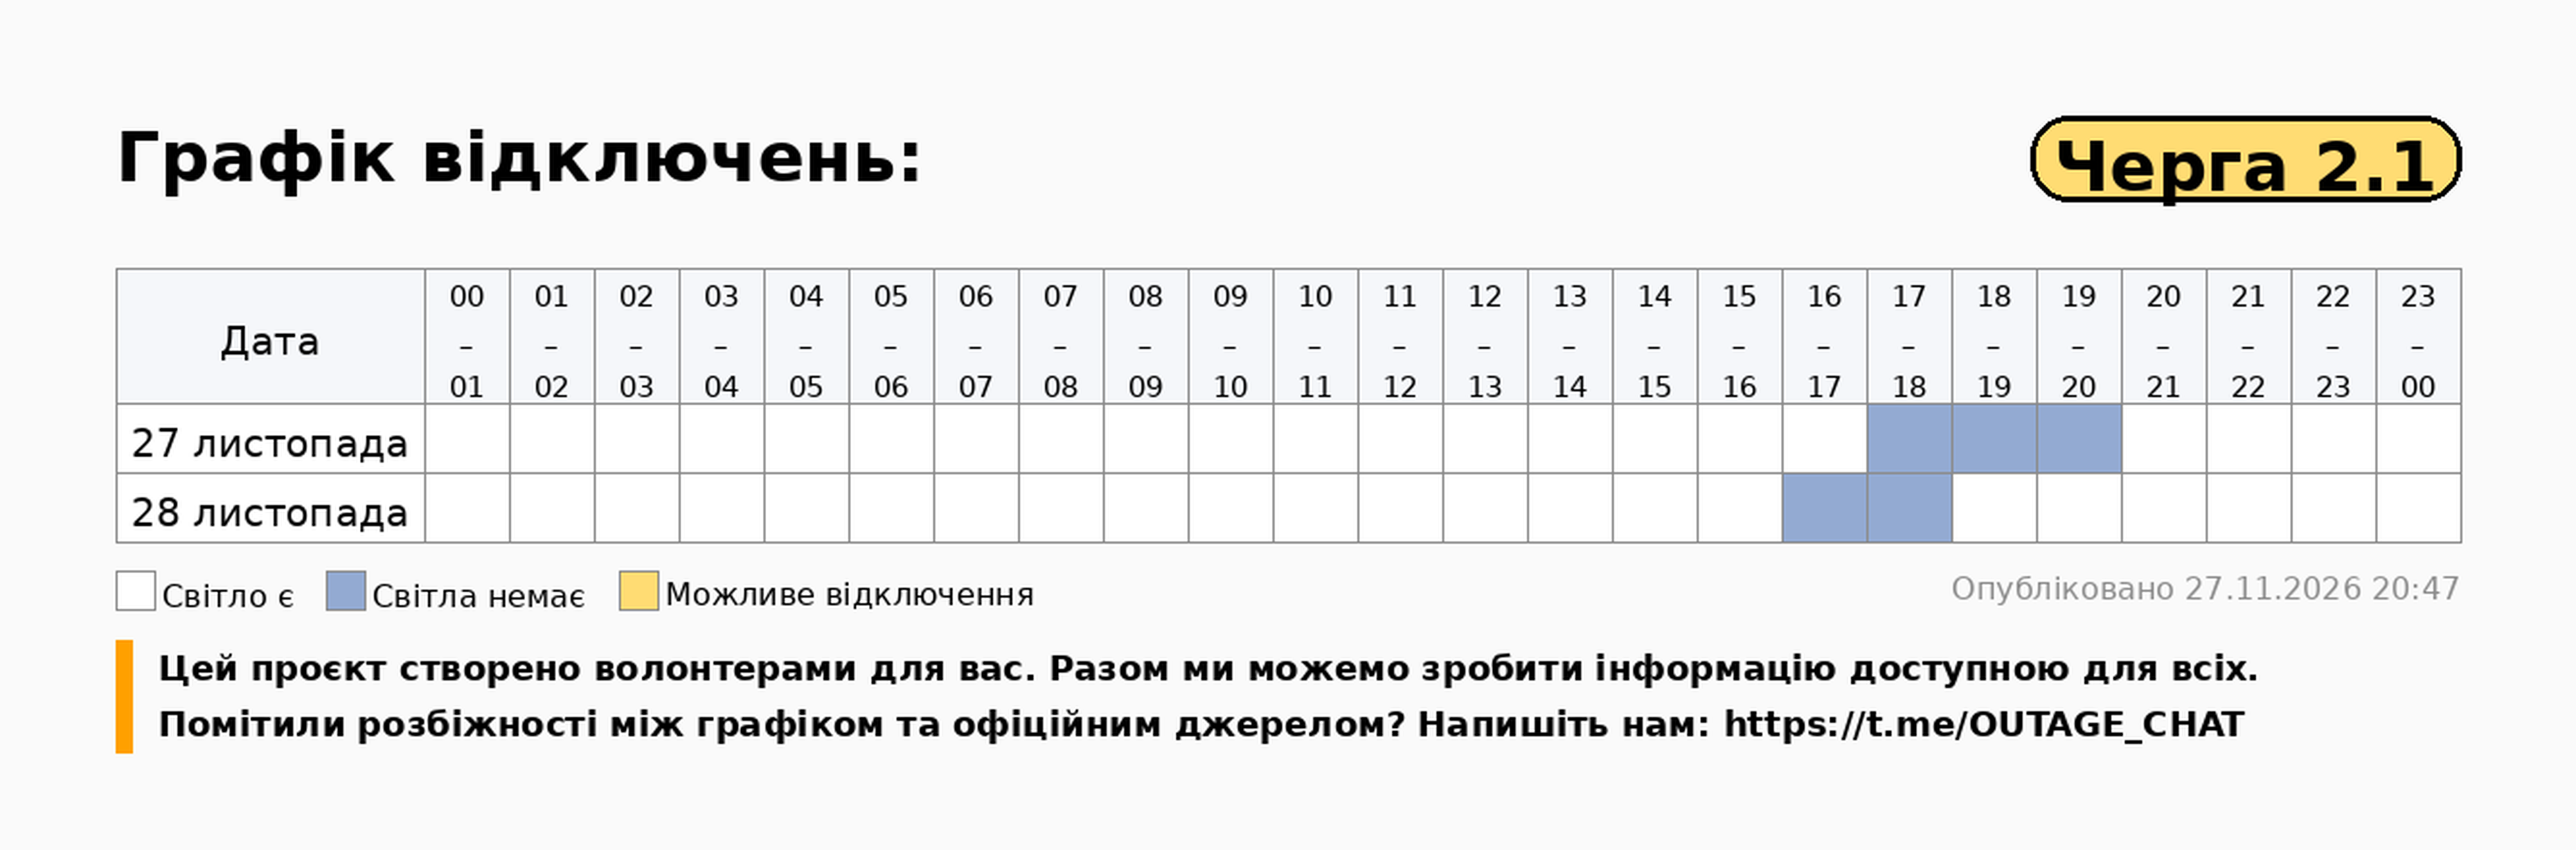 Графік відключень:
Черга 2.1
Дата
00 – 01
01 – 02
02 – 03
03 – 04
04 – 05
05 – 06
06 – 07
07 – 08
08 – 09
09 – 10
10 – 11
11 – 12
12 – 13
13 – 14
14 – 15
15 – 16
16 – 17
17 – 18
18 – 19
19 – 20
20 – 21
21 – 22
22 – 23
23 – 00
27 листопада
28 листопада
Світло є
Світла немає
Можливе відключення
Опубліковано 27.11.2026 20:47
Цей проєкт створено волонтерами для вас. Разом ми можемо зробити інформацію доступною для всіх.
Помітили розбіжності між графіком та офіційним джерелом? Напишіть нам: https://t.me/OUTAGE_CHAT